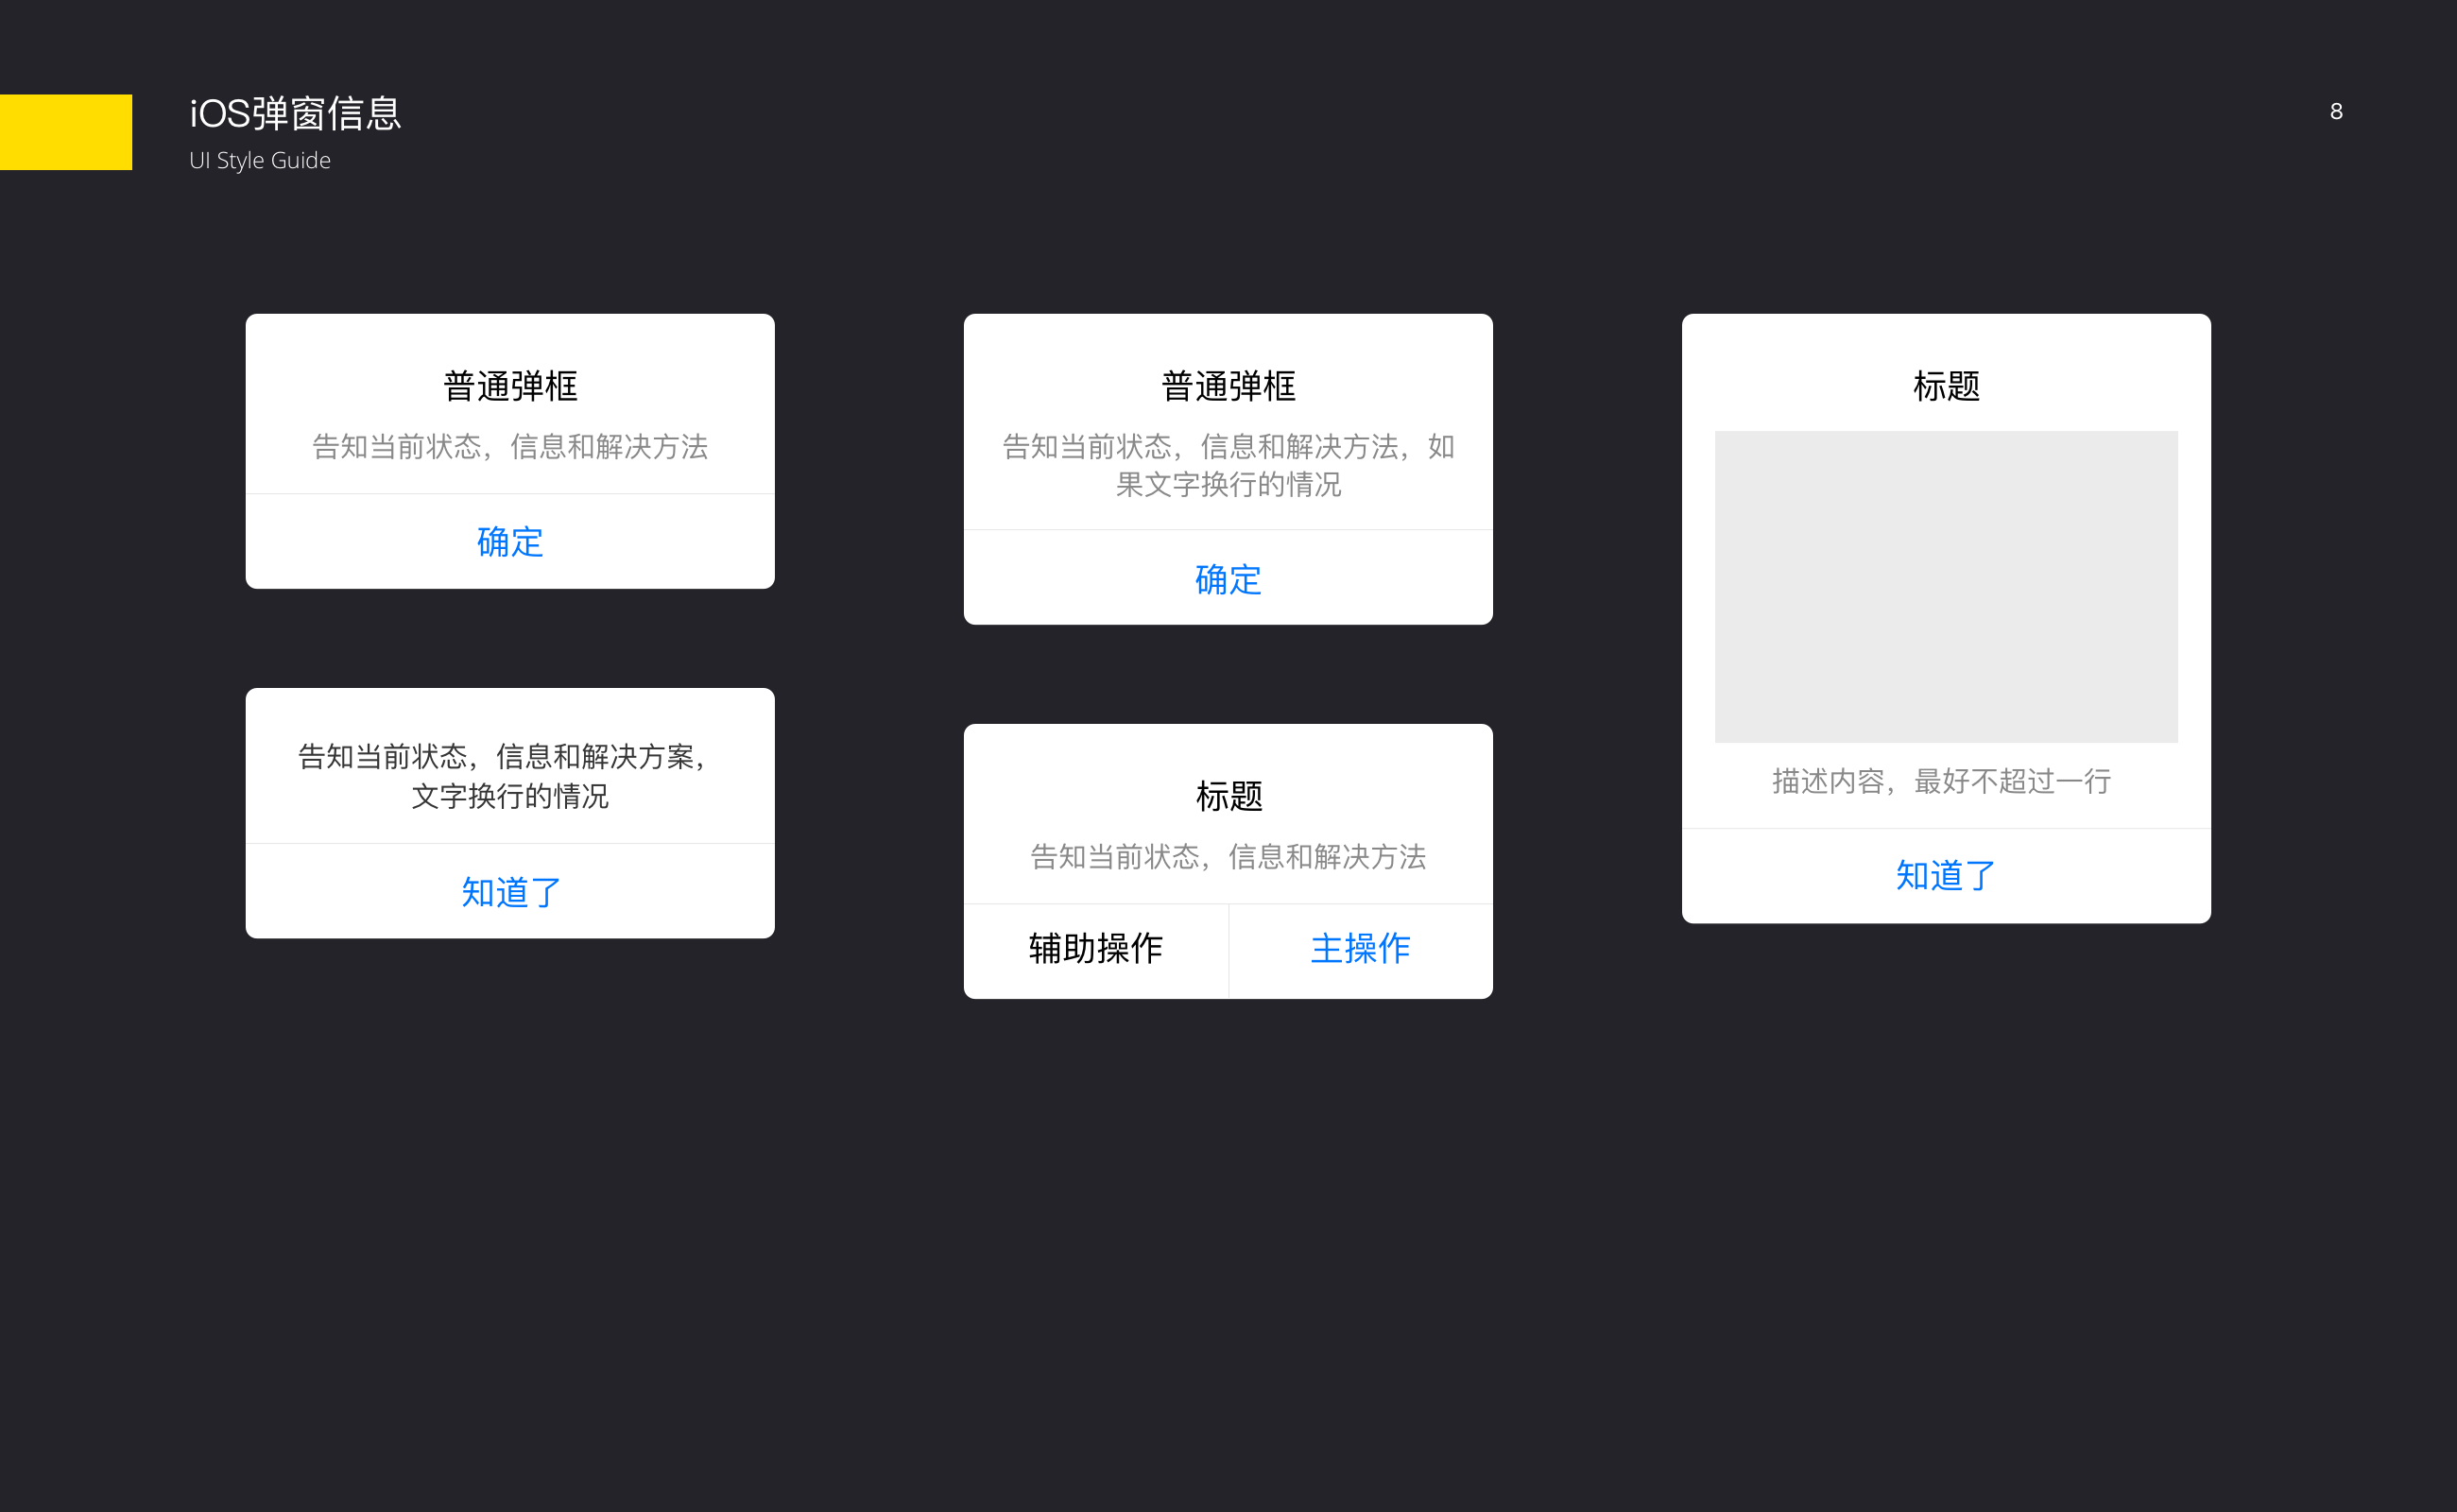 iOS弹窗信息
UI Style Guide
8
普通弹框
告知当前状态，信息和解决方法
确定
告知当前状态，信息和解决方案，
文字换行的情况
知道了
普通弹框
告知当前状态，信息和解决方法，如
果文字换行的情况
确定
标题
告知当前状态，信息和解决方法
辅助操作
主操作
标题
描述内容，最好不超过一行
知道了